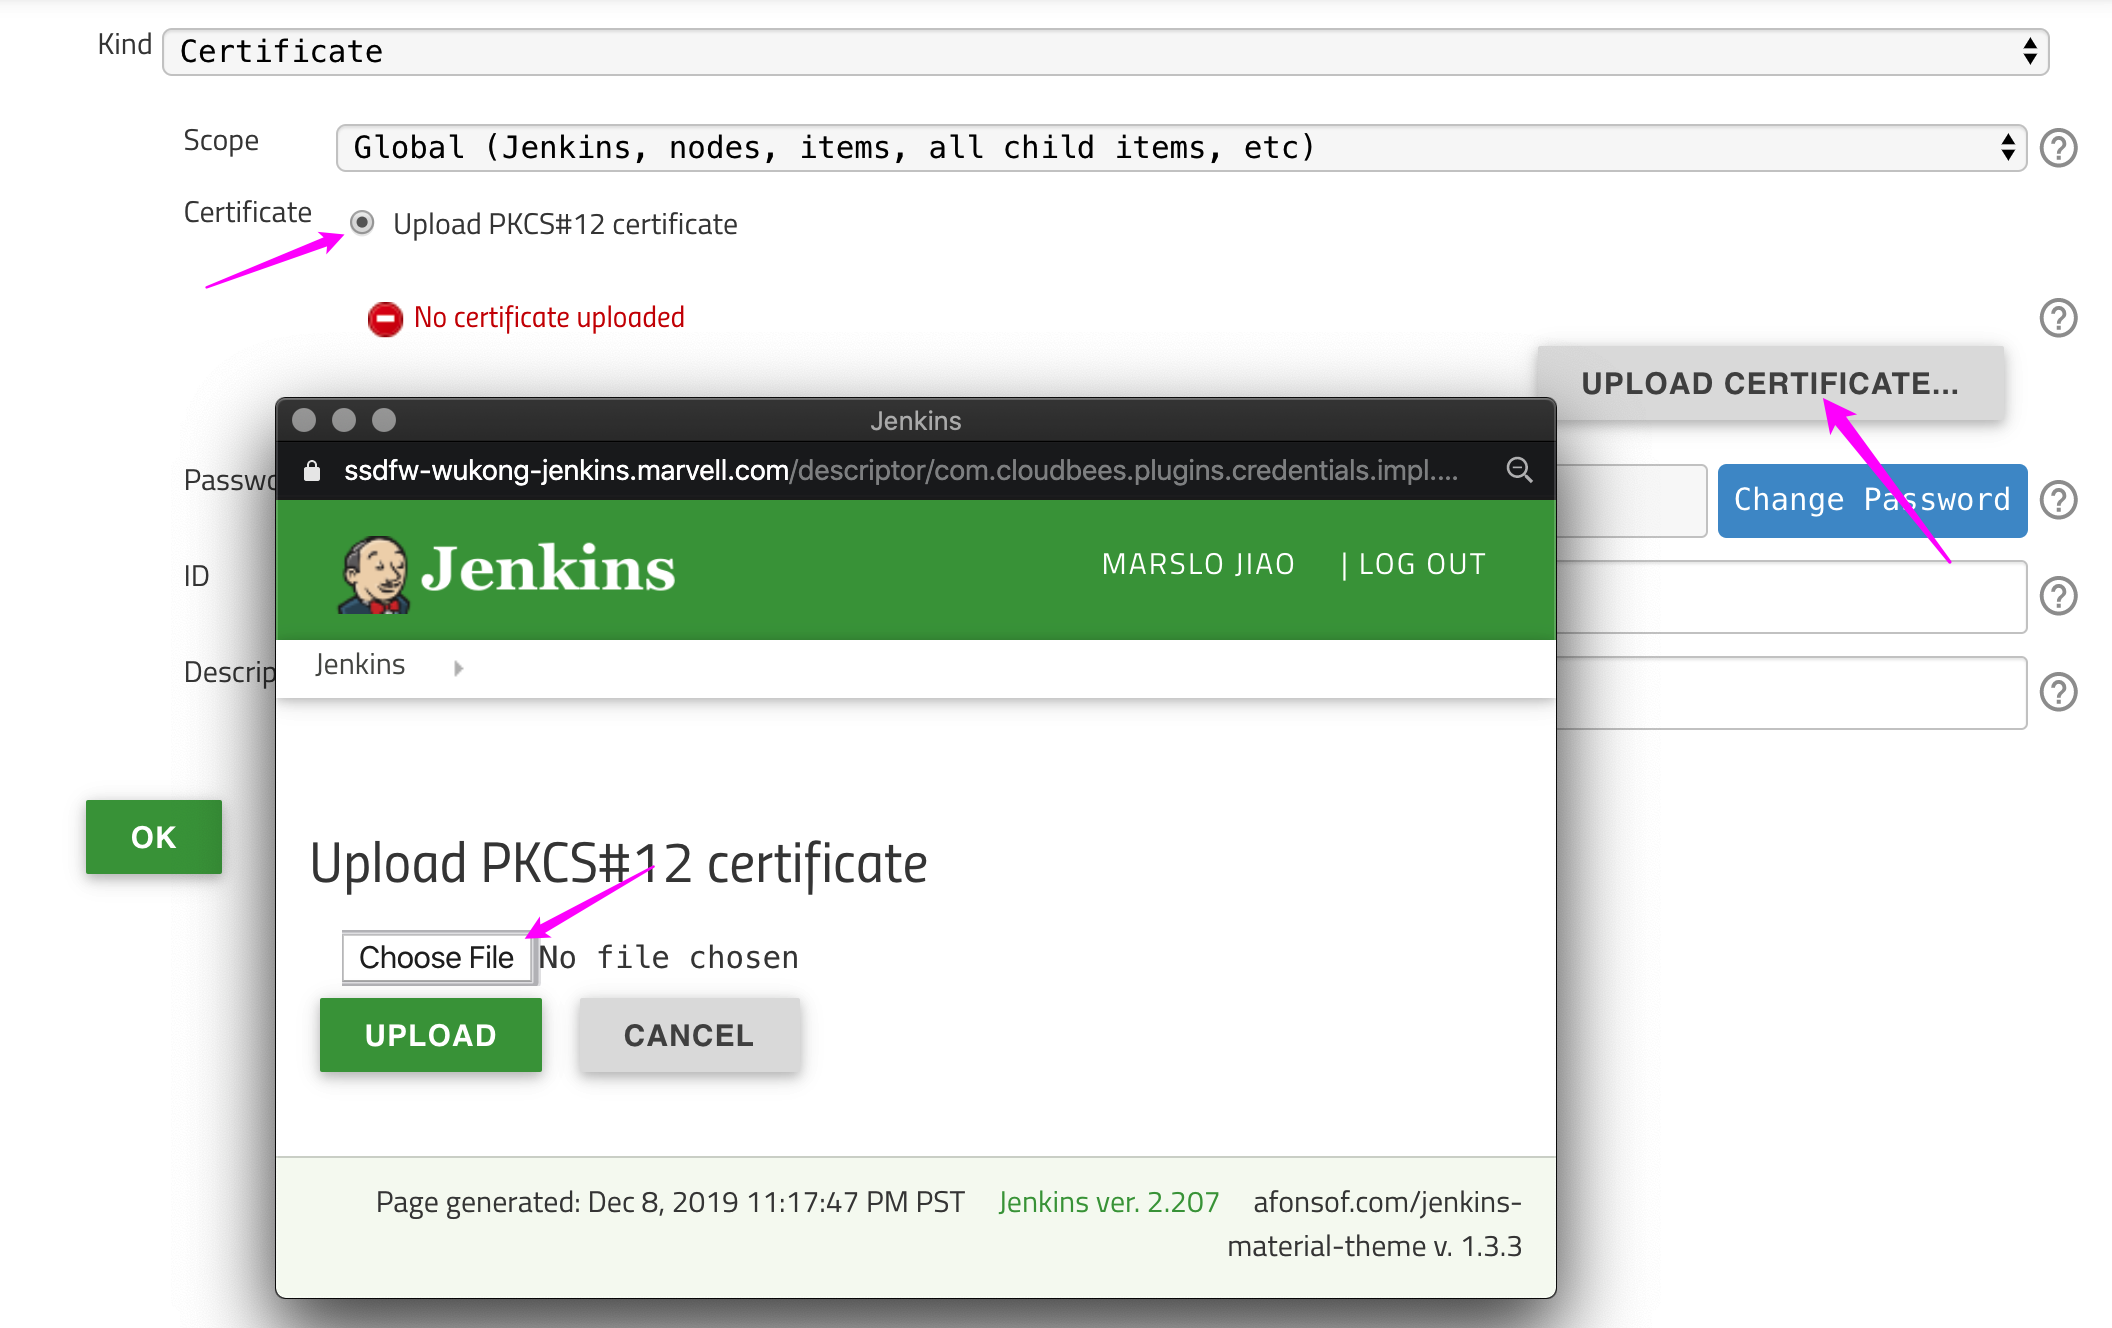 Kind Certificate
Scope Global (Jenkins, nodes, items, all child items, etc)
Certificate Upload PKCS#12 certificate
No certificate uploaded
UPLOAD CERTIFICATE...
Jenkins
ssdfw-wukong-jenkins.marvell.com/descriptor/com.cloudbees.plugins.credentials.impl....
Passwo Change Password
Jenkins MARSLO JIAO | LOG OUT
ID
Jenkins
Descrip
OK
Upload PKCS#12 certificate
Choose File No file chosen
UPLOAD CANCEL
Page generated: Dec 8, 2019 11:17:47 PM PST Jenkins ver. 2.207 afonsof.com/jenkins-
material-theme v. 1.3.3